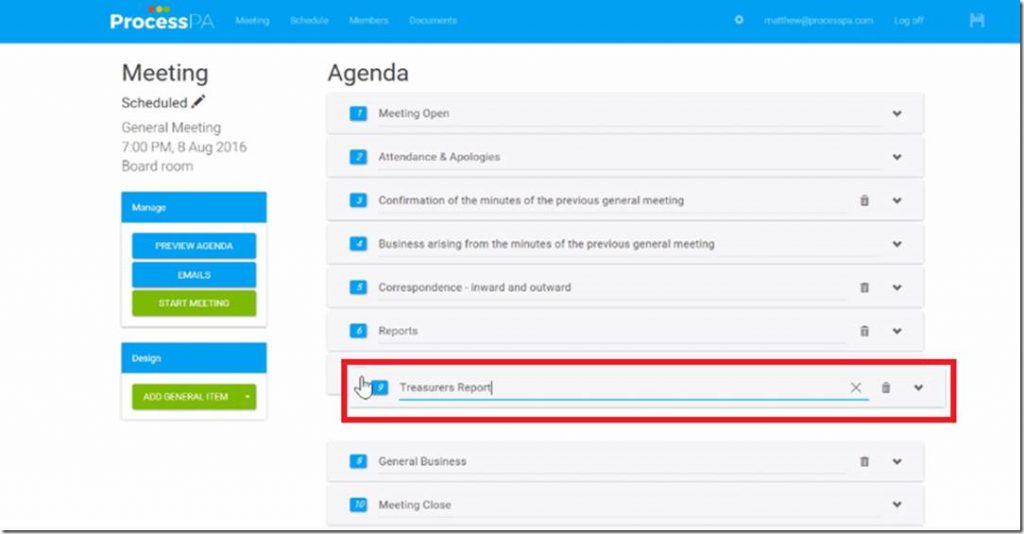 ProcessPA Meeting Schedule Members Documents matthew@processpa.com Log off
Meeting
Scheduled
General Meeting
7:00 PM, 8 Aug 2016
Board room
Manage
PREVIEW AGENDA
EMAILS
START MEETING
Design
ADD GENERAL ITEM
Agenda
1 Meeting Open
2 Attendance & Apologies
3 Confirmation of the minutes of the previous general meeting
4 Business arising from the minutes of the previous general meeting
5 Correspondence - inward and outward
6 Reports
9 Treasurers Report
8 General Business
10 Meeting Close